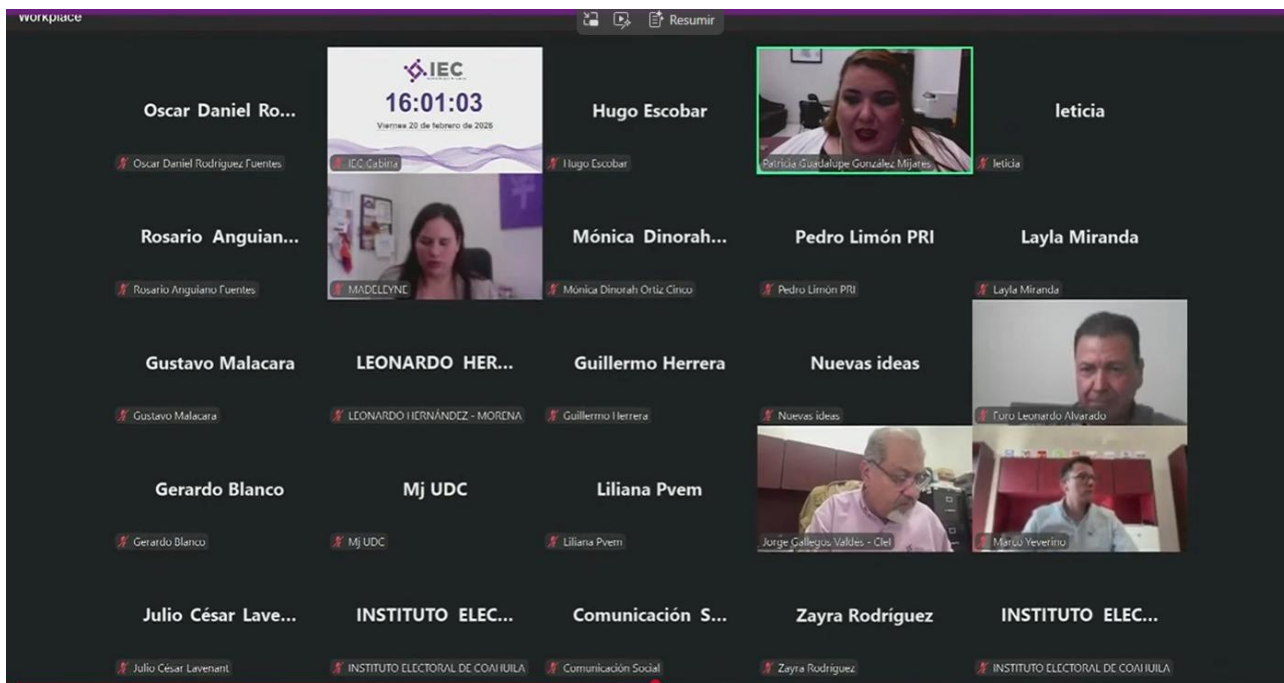 Workplace
Resumir
Oscar Daniel Ro...
Oscar Daniel Rodríguez Fuentes
IEC
16:01:03
Viernes 20 de febrero de 2026
IEC Cabina
Hugo Escobar
Hugo Escobar
Patricia Guadalupe González Mijares
leticia
leticia
Rosario Anguian...
Rosario Anguiano Fuentes
MADELEYNE
Mónica Dinorah...
Mónica Dinorah Ortiz Cinco
Pedro Limón PRI
Pedro Limón PRI
Layla Miranda
Layla Miranda
Gustavo Malacara
Gustavo Malacara
LEONARDO HER...
LEONARDO HERNÁNDEZ - MORENA
Guillermo Herrera
Guillermo Herrera
Nuevas ideas
Nuevas ideas
Foro Leonardo Alvarado
Gerardo Blanco
Gerardo Blanco
Mj UDC
Mj UDC
Liliana Pvem
Liliana Pvem
Jorge Gallegos Valdés - CIeI
Marco Yeverino
Julio César Lave...
Julio César Lavenant
INSTITUTO ELEC...
INSTITUTO ELECTORAL DE COAHUILA
Comunicación S...
Comunicación Social
Zayra Rodríguez
Zayra Rodríguez
INSTITUTO ELEC...
INSTITUTO ELECTORAL DE COAHUILA